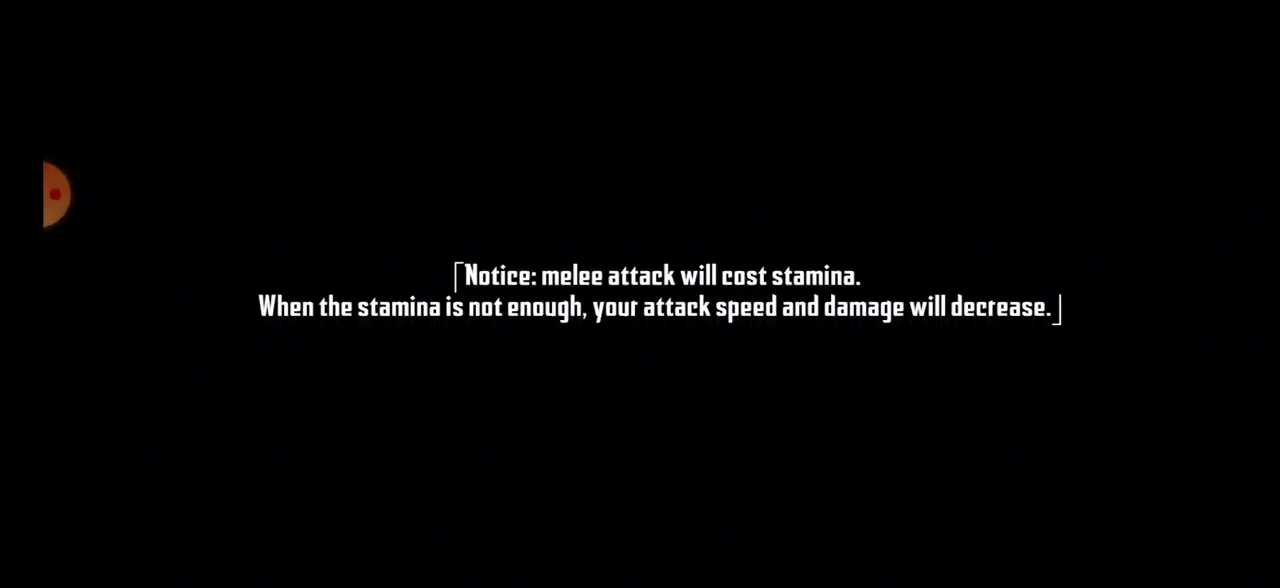 「Notice: melee attack will cost stamina.
When the stamina is not enough, your attack speed and damage will decrease.」